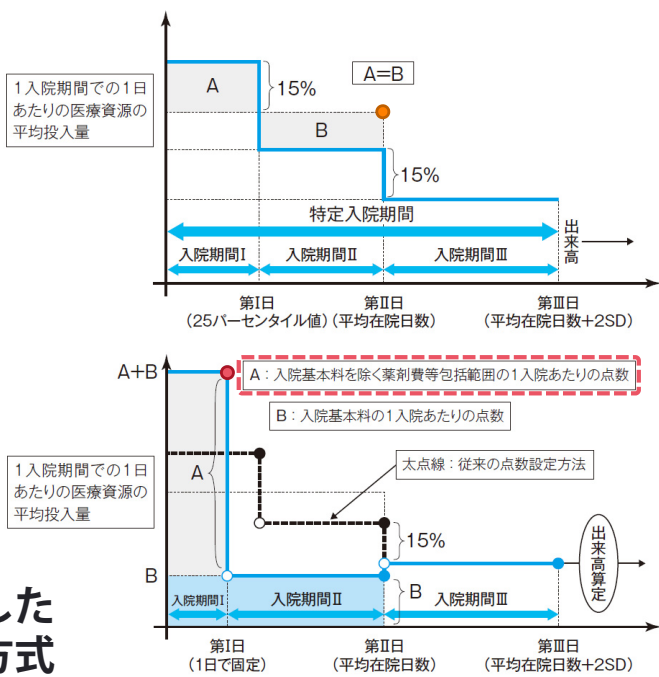 1入院期間での1日
あたりの医療資源の
平均投入量
A
15%
A=B
B
15%
特定入院期間
入院期間Ⅰ
入院期間Ⅱ
入院期間Ⅲ
出来高
第Ⅰ日
(25パーセンタイル値)
第Ⅱ日
(平均在院日数)
第Ⅲ日
(平均在院日数+2SD)
A+B
A:入院基本料を除く薬剤費等包括範囲の1入院あたりの点数
B:入院基本料の1入院あたりの点数
1入院期間での1日
あたりの医療資源の
平均投入量
A
太点線:従来の点数設定方法
15%
出来高算定
B
B
入院期間Ⅰ
入院期間Ⅱ
入院期間Ⅲ
した
方式
第Ⅰ日
(1日で固定)
第Ⅱ日
(平均在院日数)
第Ⅲ日
(平均在院日数+2SD)